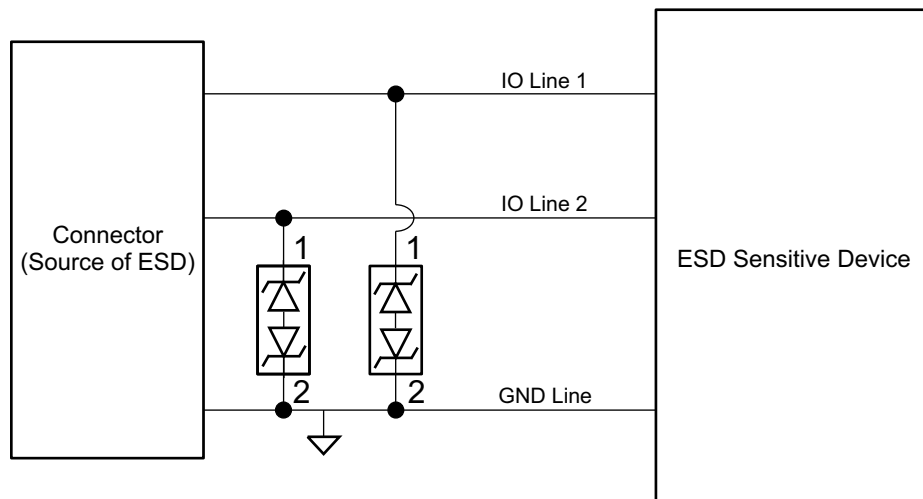 IO Line 1
IO Line 2
Connector
(Source of ESD)
1
1
ESD Sensitive Device
2
2
GND Line